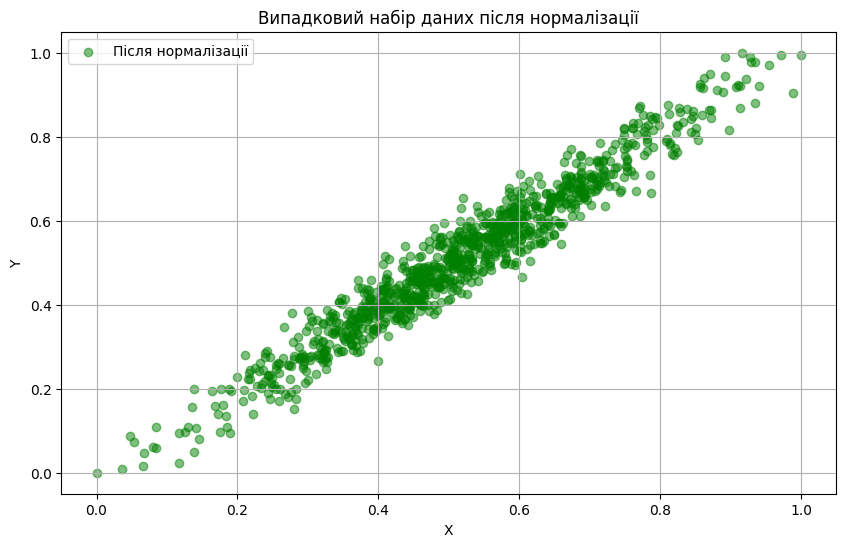 Випадковий набір даних після нормалізації
Після нормалізації
1.0
0.8
0.6
0.4
0.2
0.0
Y
0.0 0.2 0.4 0.6 0.8 1.0
X